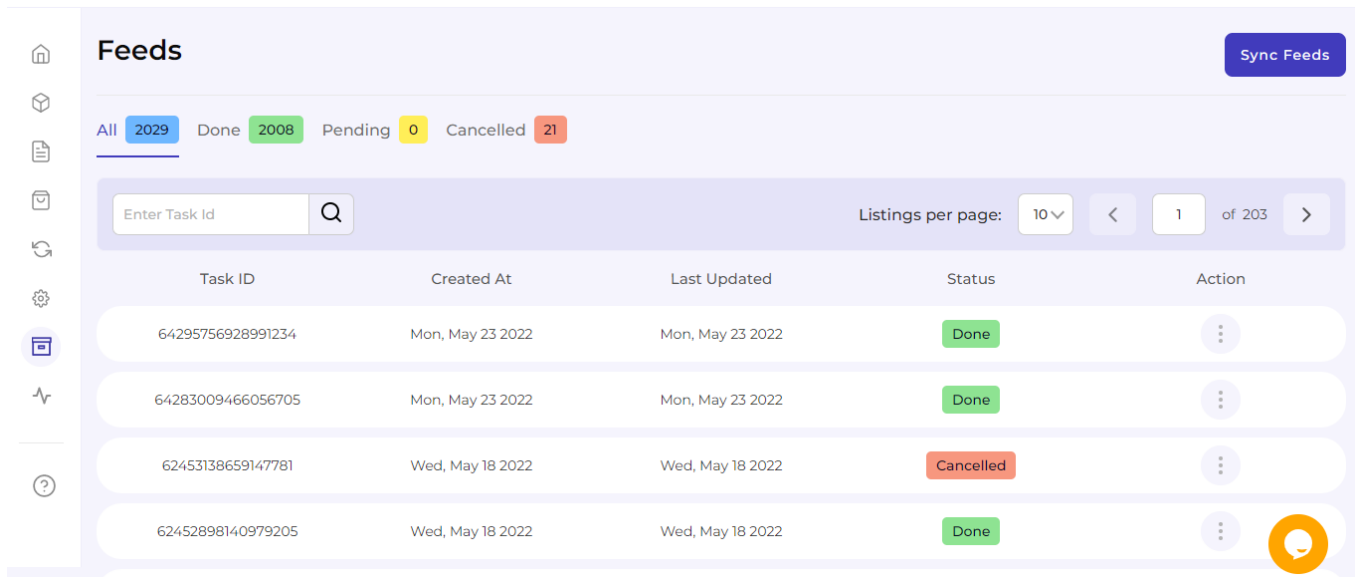 Feeds
Sync Feeds
All 2029 Done 2008 Pending 0 Cancelled 21
Enter Task Id Listings per page: 10 1 of 203
Task ID Created At Last Updated Status Action
64295756928991234 Mon, May 23 2022 Mon, May 23 2022 Done
64283009466056705 Mon, May 23 2022 Mon, May 23 2022 Done
62453138659147781 Wed, May 18 2022 Wed, May 18 2022 Cancelled
62452898140979205 Wed, May 18 2022 Wed, May 18 2022 Done